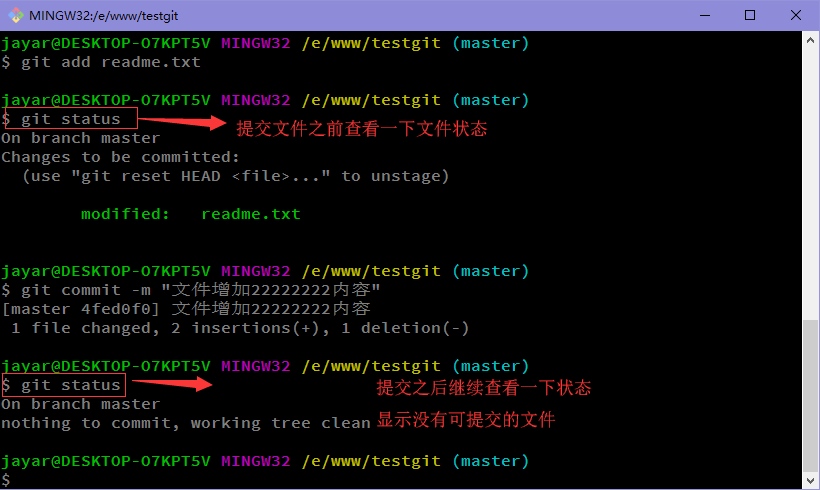 MINGW32:/e/www/testgit
jayar@DESKTOP-O7KPT5V MINGW32 /e/www/testgit (master)
$ git add readme.txt
jayar@DESKTOP-O7KPT5V MINGW32 /e/www/testgit (master)
$ git status 提交文件之前查看一下文件状态
On branch master
Changes to be committed:
  (use "git reset HEAD <file>..." to unstage)
        modified:   readme.txt
jayar@DESKTOP-O7KPT5V MINGW32 /e/www/testgit (master)
$ git commit -m "文件增加22222222内容"
[master 4fed0f0] 文件增加22222222内容
 1 file changed, 2 insertions(+), 1 deletion(-)
jayar@DESKTOP-O7KPT5V MINGW32 /e/www/testgit (master)
$ git status 提交之后继续查看一下状态
On branch master
nothing to commit, working tree clean 显示没有可提交的文件
jayar@DESKTOP-O7KPT5V MINGW32 /e/www/testgit (master)
$